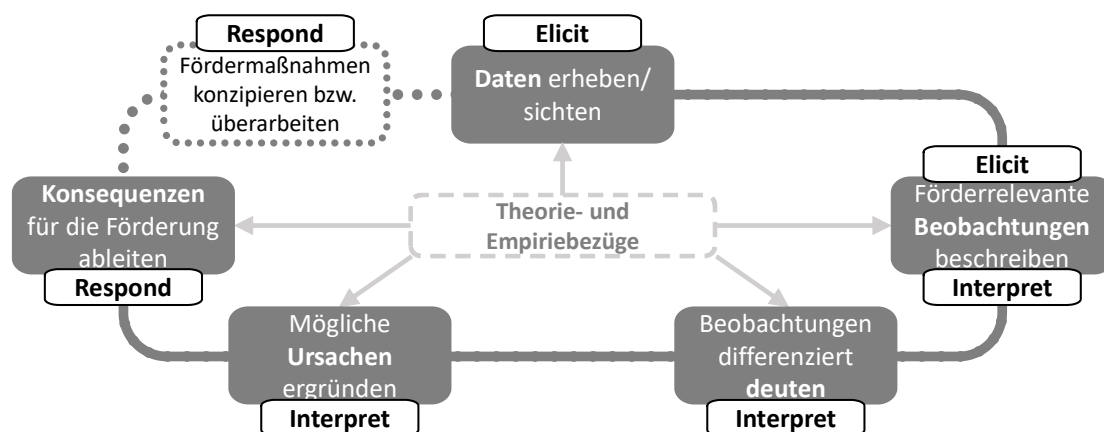 Respond
Fördermaßnahmen
konzipieren bzw.
überarbeiten
Elicit
Daten erheben/
sichten
Elicit
Förderrelevante
Beobachtungen
beschreiben
Interpret
Konsequenzen
für die Förderung
ableiten
Respond
Theorie- und
Empiriebezüge
Mögliche
Ursachen
ergründen
Interpret
Beobachtungen
differenziert
deuten
Interpret